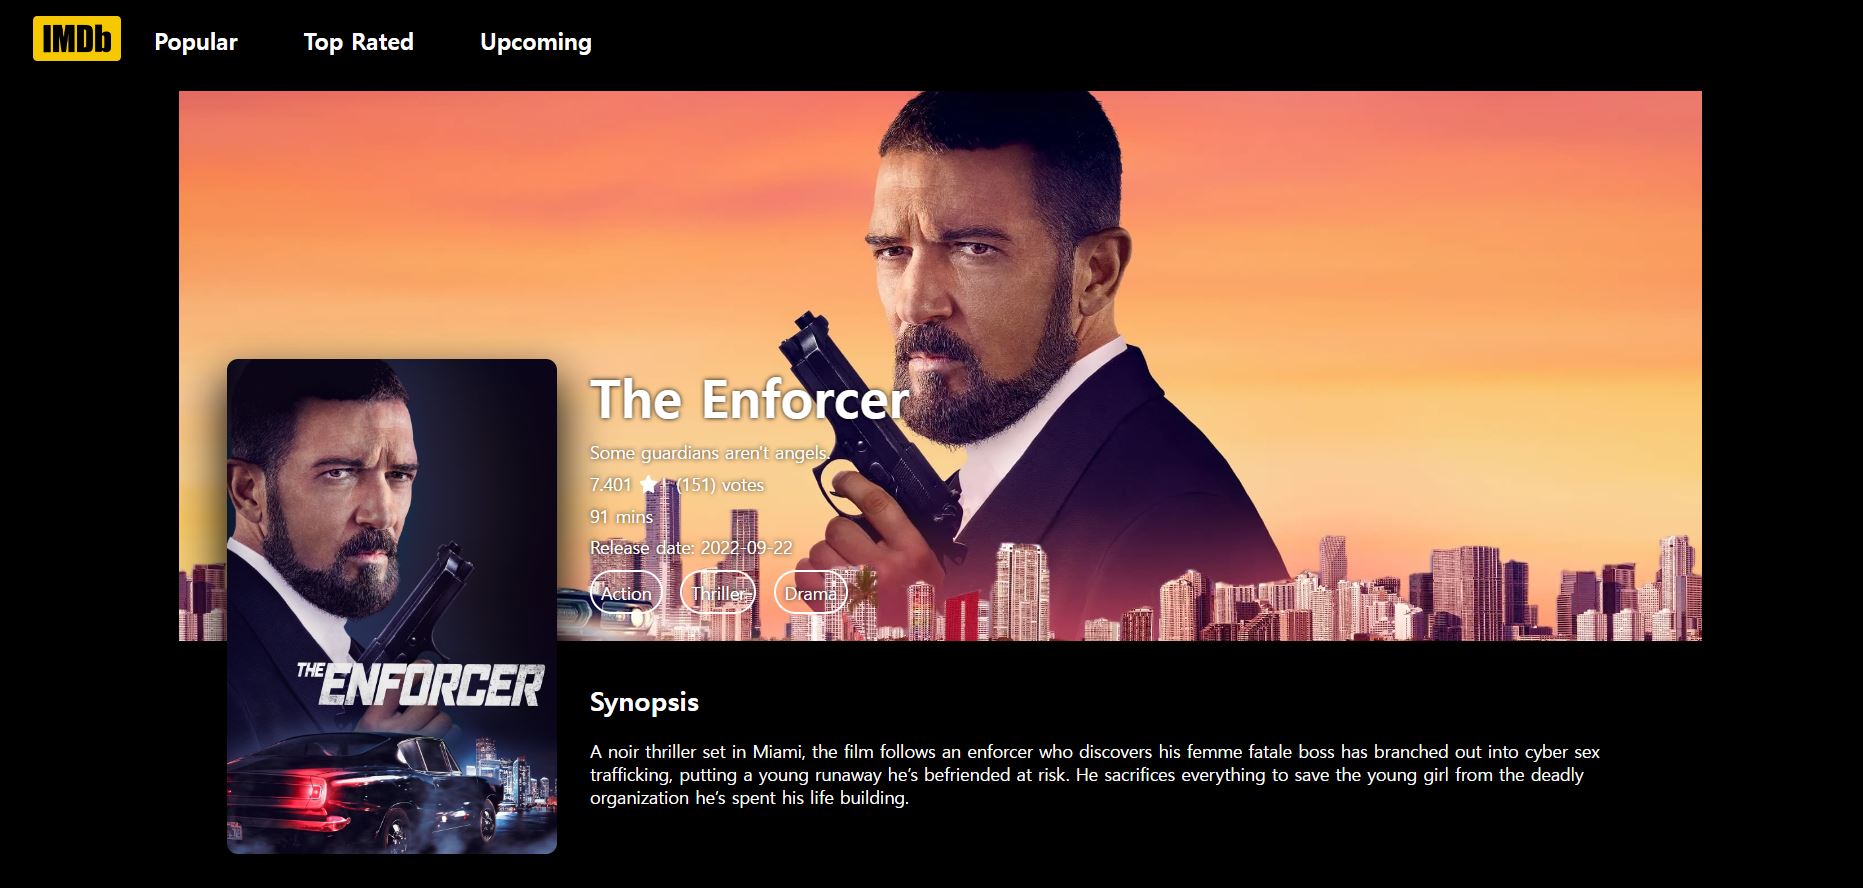 IMDb
Popular
Top Rated
Upcoming
The Enforcer
Some guardians aren't angels.
7.401 (151) votes
91 mins
Release date: 2022-09-22
Action
Thriller
Drama
THE ENFORCER
Synopsis
A noir thriller set in Miami, the film follows an enforcer who discovers his femme fatale boss has branched out into cyber sex
trafficking, putting a young runaway he’s befriended at risk. He sacrifices everything to save the young girl from the deadly
organization he’s spent his life building.